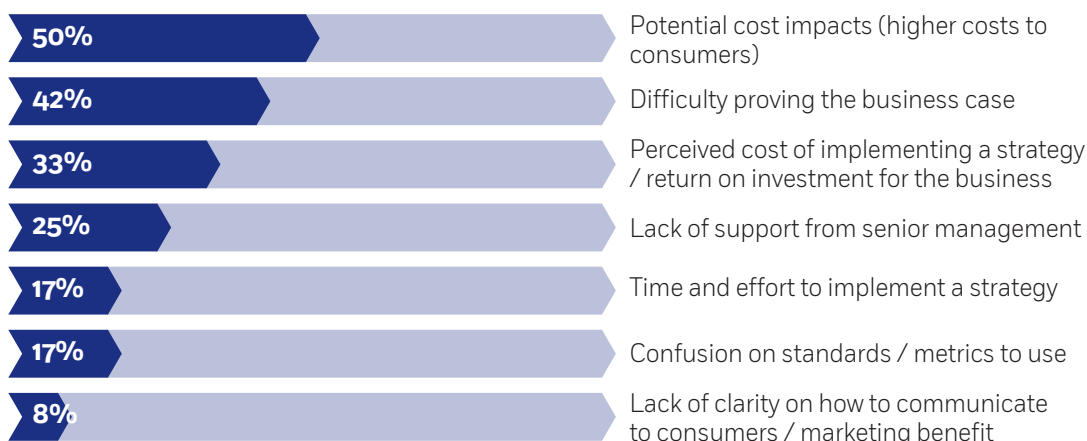 50%
Potential cost impacts (higher costs to
consumers)
42%
Difficulty proving the business case
33%
Perceived cost of implementing a strategy
/ return on investment for the business
25%
Lack of support from senior management
17%
Time and effort to implement a strategy
17%
Confusion on standards / metrics to use
8%
Lack of clarity on how to communicate
to consumers / marketing benefit